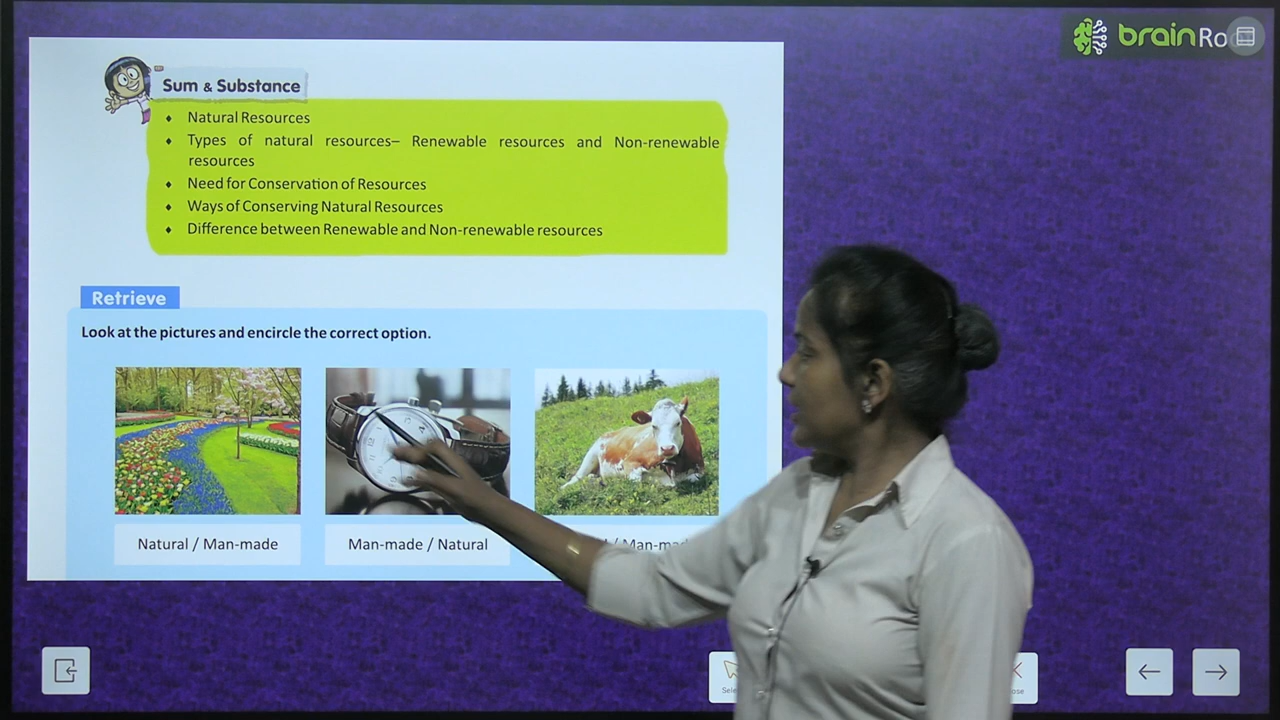 brainRo
Sum & Substance
Natural Resources
Types of natural resources– Renewable resources and Non-renewable
resources
Need for Conservation of Resources
Ways of Conserving Natural Resources
Difference between Renewable and Non-renewable resources
Retrieve
Look at the pictures and encircle the correct option.
Natural / Man-made
Man-made / Natural